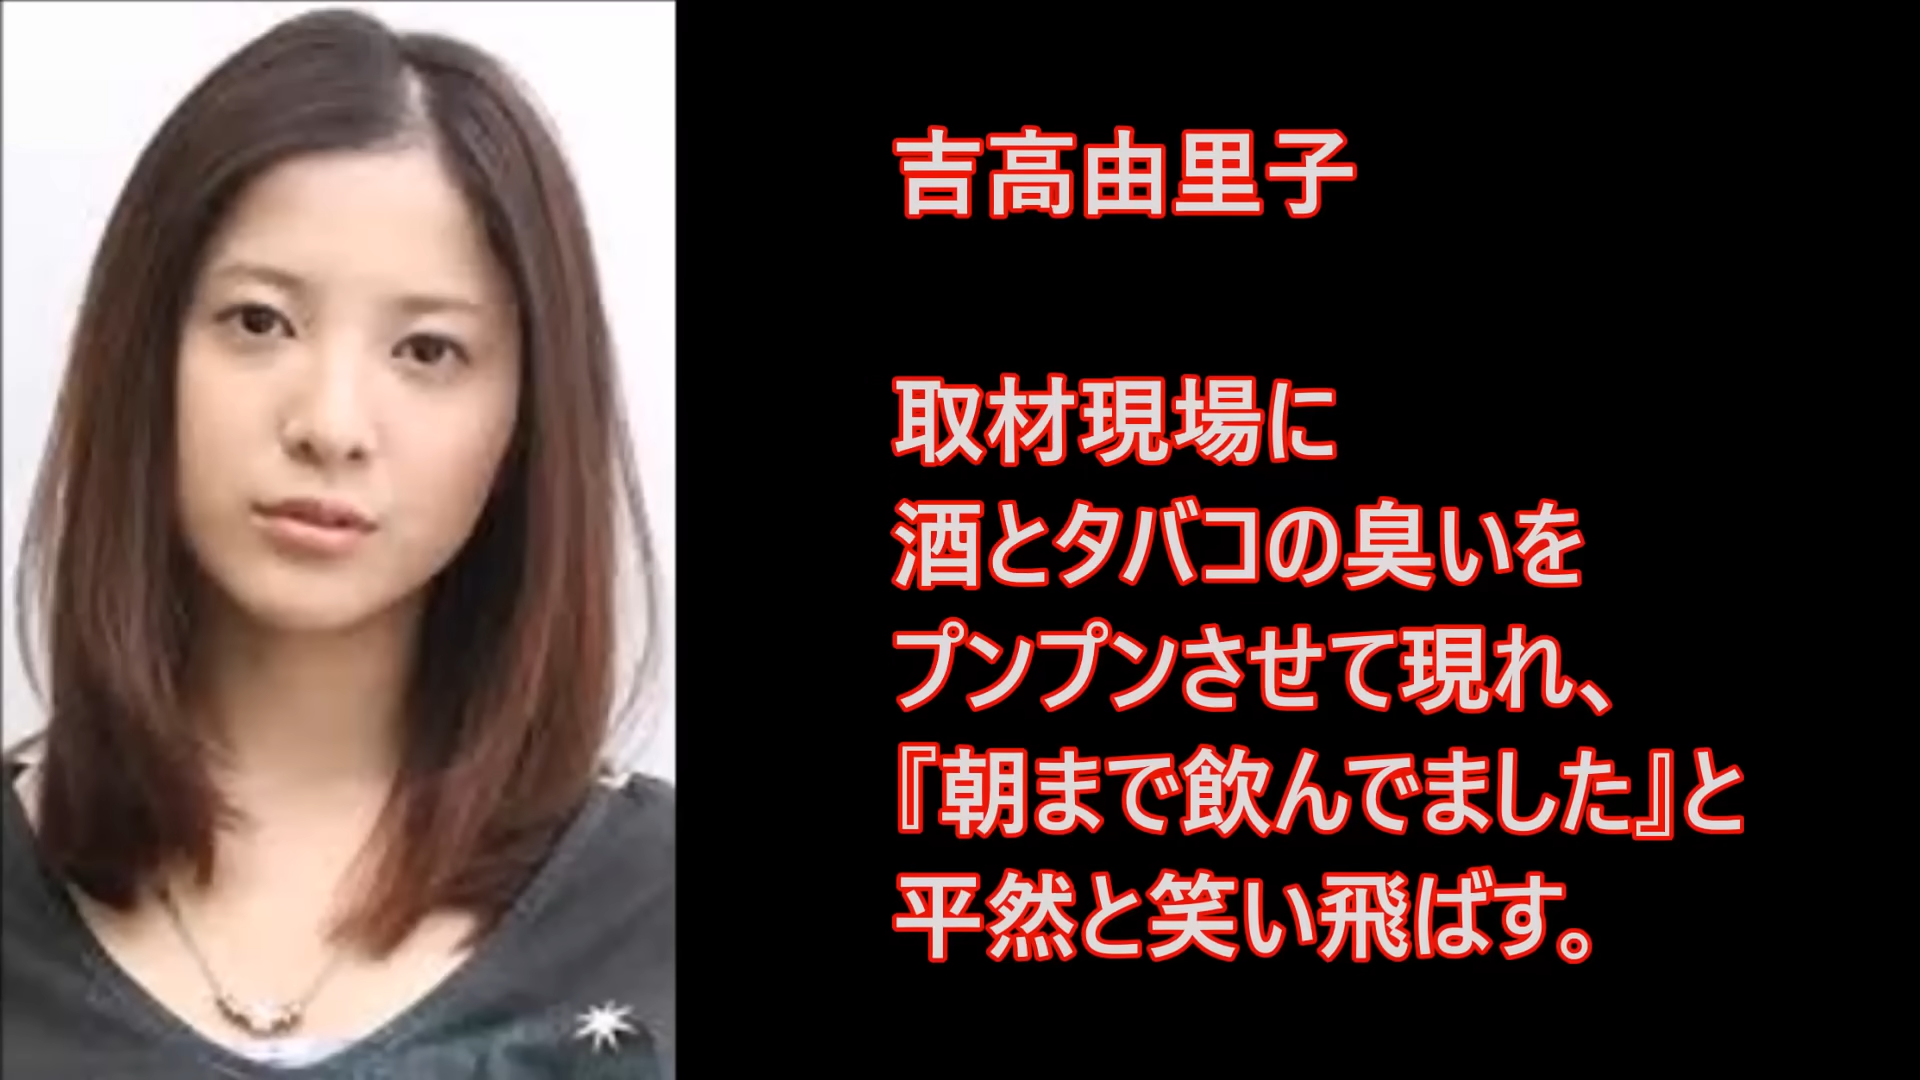 吉高由里子
取材現場に
酒とタバコの臭いを
プンプンさせて現れ、
『朝まで飲んでました』と
平然と笑い飛ばす。